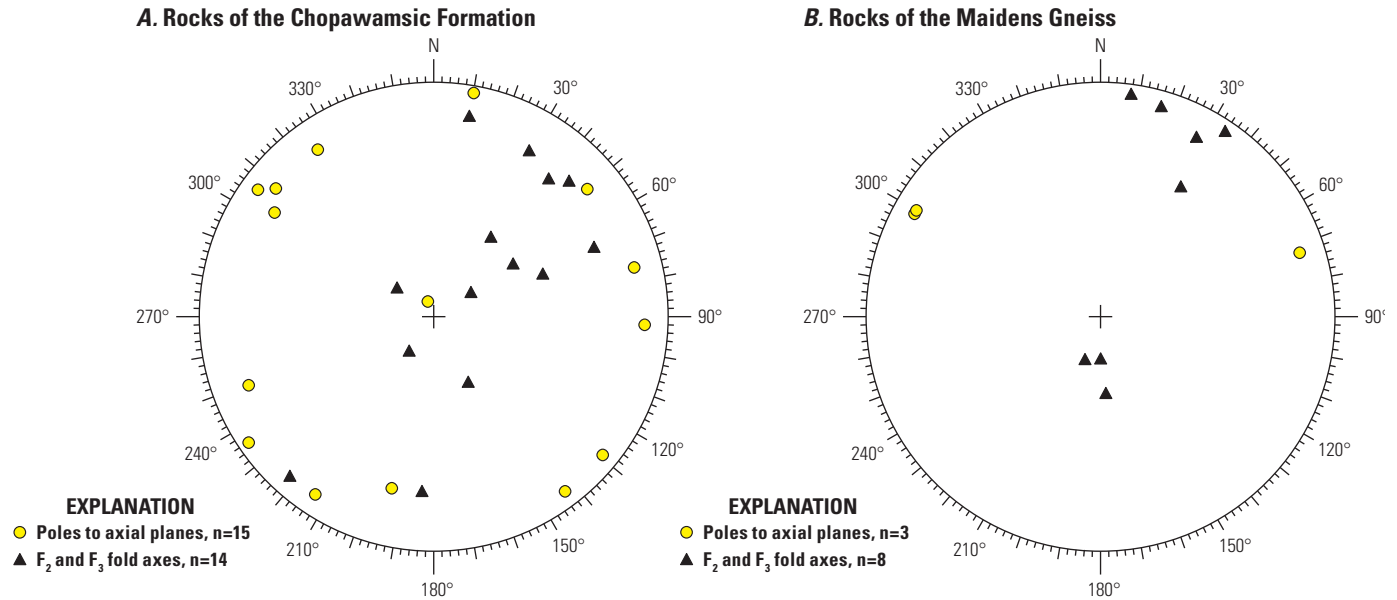 A. Rocks of the Chopawamsic Formation
N
30°
60°
90°
120°
150°
180°
210°
240°
270°
300°
330°
EXPLANATION
Poles to axial planes, n=15
F₂ and F₃ fold axes, n=14
B. Rocks of the Maidens Gneiss
N
30°
60°
90°
120°
150°
180°
210°
240°
270°
300°
330°
EXPLANATION
Poles to axial planes, n=3
F₂ and F₃ fold axes, n=8